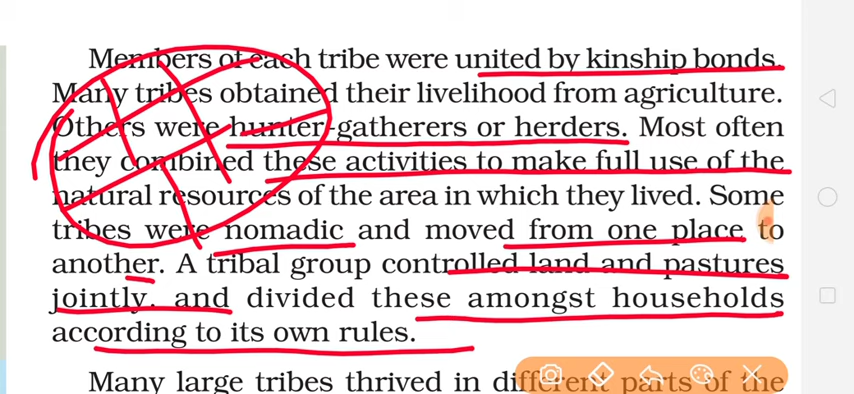 Members of each tribe were united by kinship bonds.
Many tribes obtained their livelihood from agriculture.
Others were hunter-gatherers or herders. Most often
they combined these activities to make full use of the
natural resources of the area in which they lived. Some
tribes were nomadic and moved from one place to
another. A tribal group controlled land and pastures
jointly, and divided these amongst households
according to its own rules.
Many large tribes thrived in different parts of the